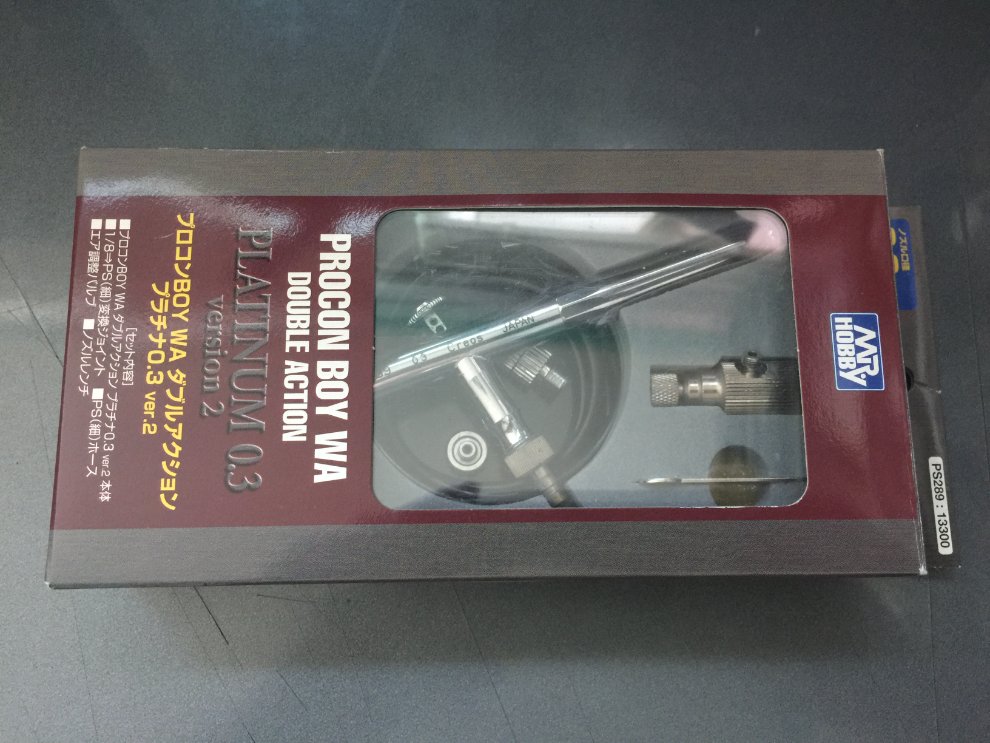 MR.
HOBBY
ノズル口径
PROCON BOY WA
DOUBLE ACTION
PLATINUM 0.3
version 2
プロコンBOY WA ダブルアクション
プラチナ0.3 ver.2
[セット内容]
■プロコンBOY WA ダブルアクション プラチナ0.3 ver.2 本体
■1/8⇒PS(細)変換ジョイント ■PS(細)ホース
■エア調整バルブ ■ノズルレンチ
0.3 Creos JAPAN
PS289 : 13300